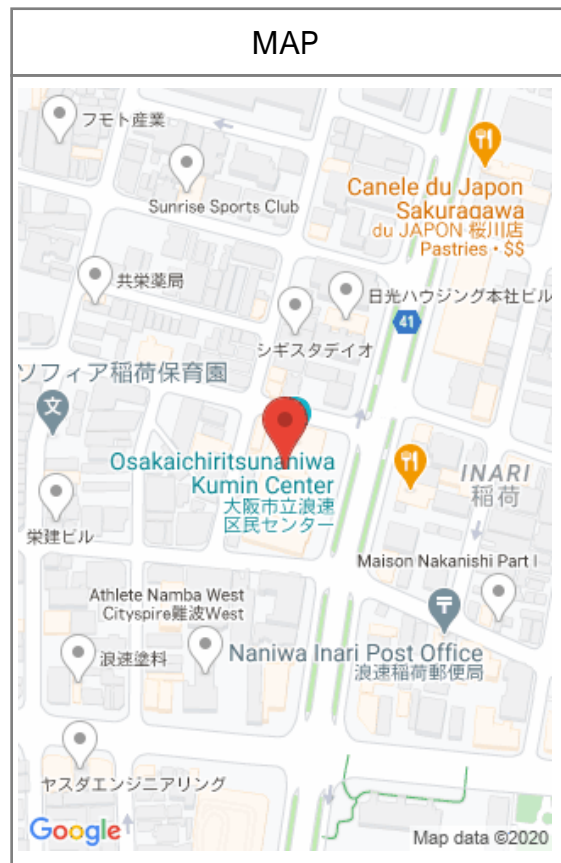 MAP
フモト産業
Sunrise Sports Club
Canele du Japon
Sakuragawa
du JAPON 桜川店
Pastries・$$
共栄薬局
日光ハウジング本社ビル
シギスタデイオ
41
ソフィア稲荷保育園
文
Osakaichiritsunaniwa
Kumin Center
大阪市立浪速
区民センター
INARI
稲荷
栄建ビル
Maison Nakanishi Part I
Athlete Namba West
Cityspire難波West
〒
Naniwa Inari Post Office
浪速稲荷郵便局
浪速塗料
ヤスダエンジニアリング
Google
Map data ©2020